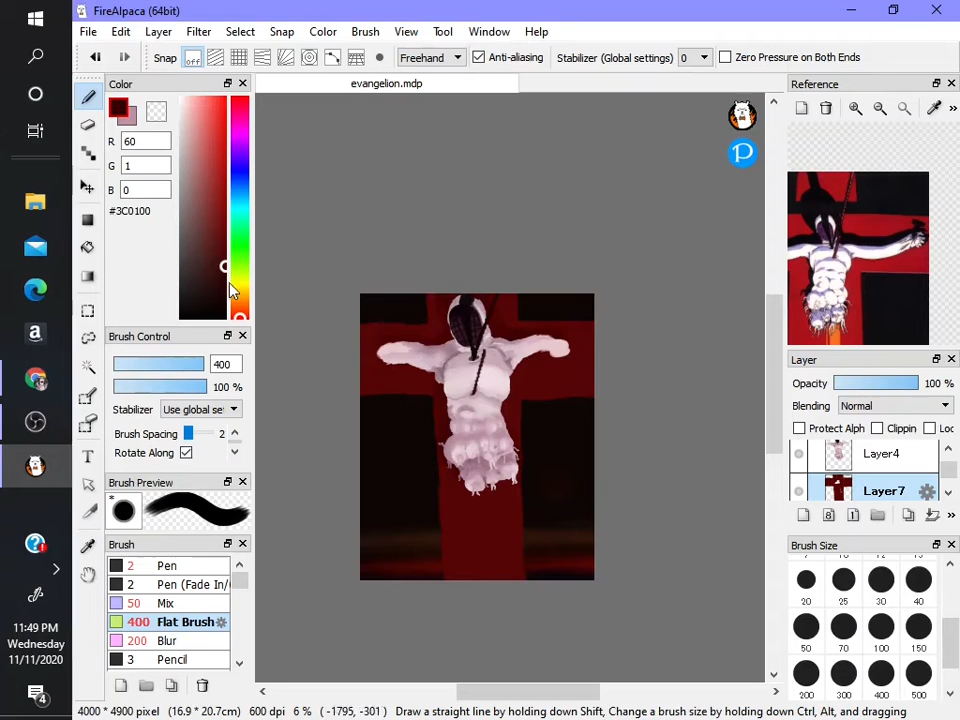 FireAlpaca (64bit)
File Edit Layer Filter Select Snap Color Brush View Tool Window Help
Snap off Freehand Anti-aliasing Stabilizer (Global settings) 0 Zero Pressure on Both Ends
Color
R 60
G 1
B 0
#3C0100
Brush Control
400
100 %
Stabilizer Use global se
Brush Spacing 2
Rotate Along
Brush Preview
*
Brush
2 Pen
2 Pen (Fade In/
50 Mix
400 Flat Brush
200 Blur
3 Pencil
evangelion.mdp
P
Reference
»
Layer
Opacity 100 %
Blending Normal
Protect Alph Clippin Loc
Layer4
Layer7
8 1 »
Brush Size
20 25 30 40
50 70 100 150
200 300 400 500
a
11:49 PM
Wednesday
11/11/2020
4
4000 * 4900 pixel (16.9 * 20.7cm) 600 dpi 6 % ( -1795, -301 ) Draw a straight line by holding down Shift, Change a brush size by holding down Ctrl, Alt, and dragging